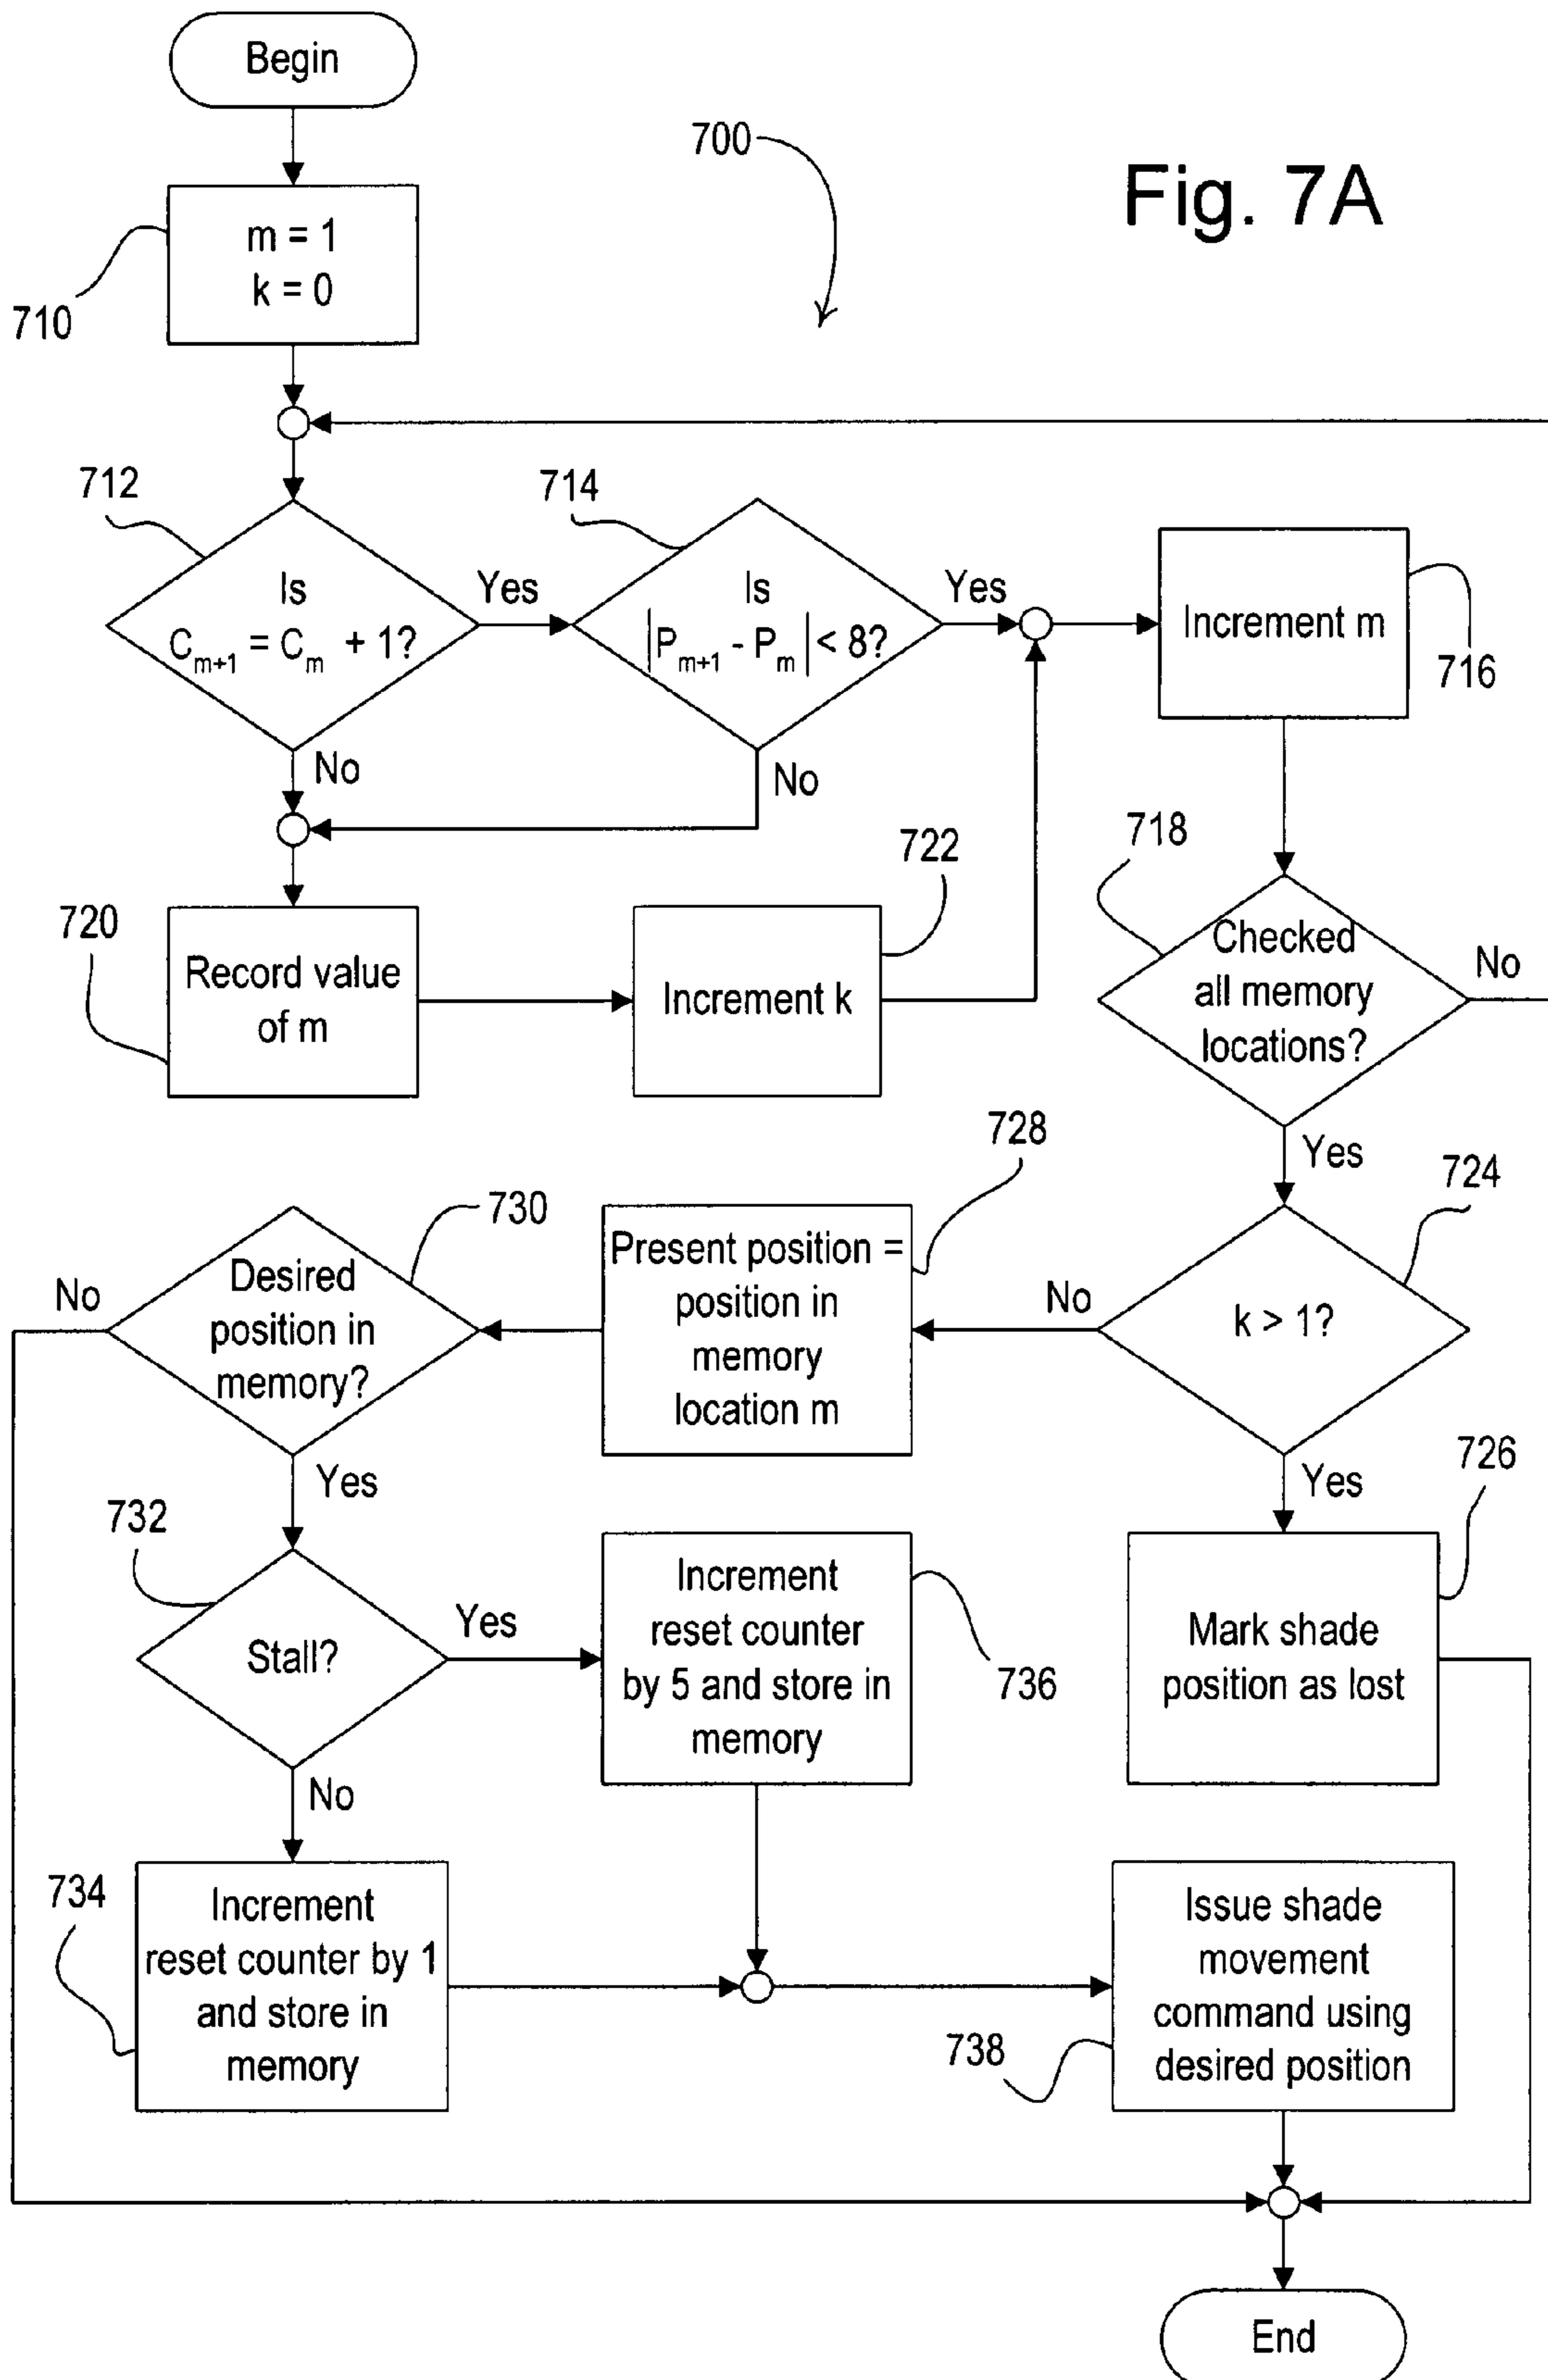 Begin
700
Fig. 7A
m = 1
k = 0
710
712
Is
C_{m+1} = C_m + 1?
Yes
No
714
Is
|P_{m+1} - P_m| < 8?
Yes
No
Increment m
716
718
Checked
all memory
locations?
No
Yes
720
Record value
of m
722
Increment k
724
k > 1?
No
Yes
728
Present position =
position in
memory
location m
730
Desired
position in
memory?
No
Yes
726
Mark shade
position as lost
732
Stall?
Yes
No
Increment
reset counter
by 5 and store in
memory
736
734
Increment
reset counter by 1
and store in
memory
738
Issue shade
movement
command using
desired position
End